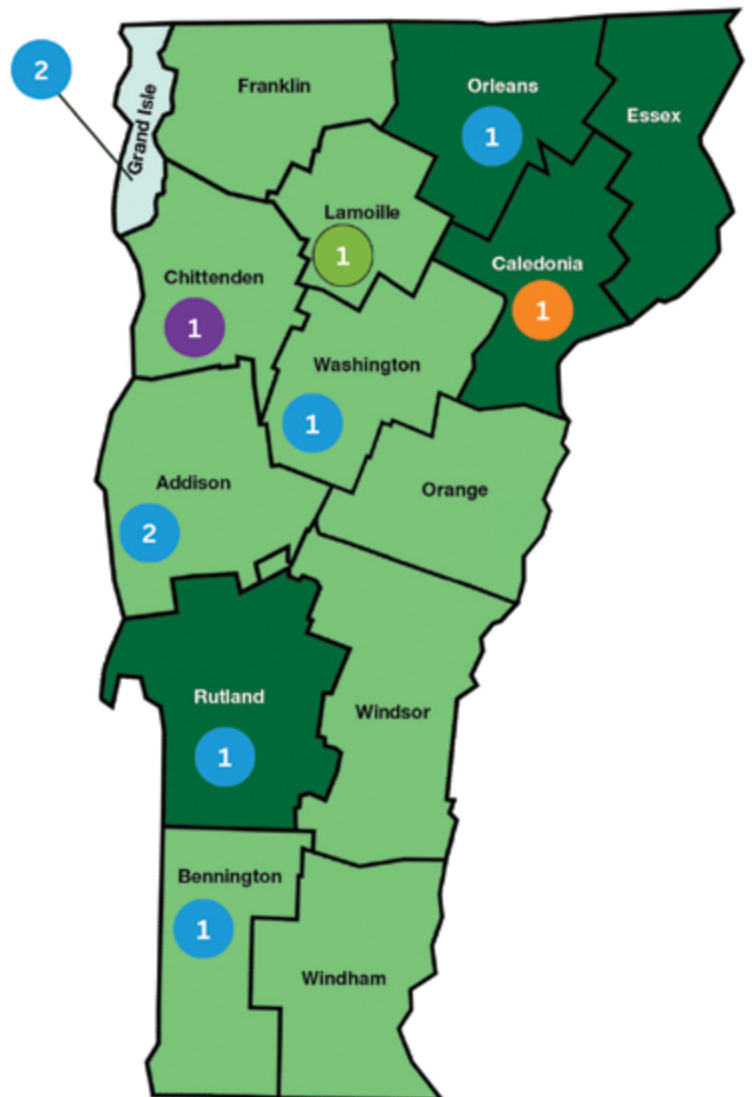 2
Grand Isle
Franklin
Orleans
1
Essex
Lamoille
1
Chittenden
1
Caledonia
1
Washington
1
Addison
2
Orange
Rutland
1
Windsor
Bennington
1
Windham